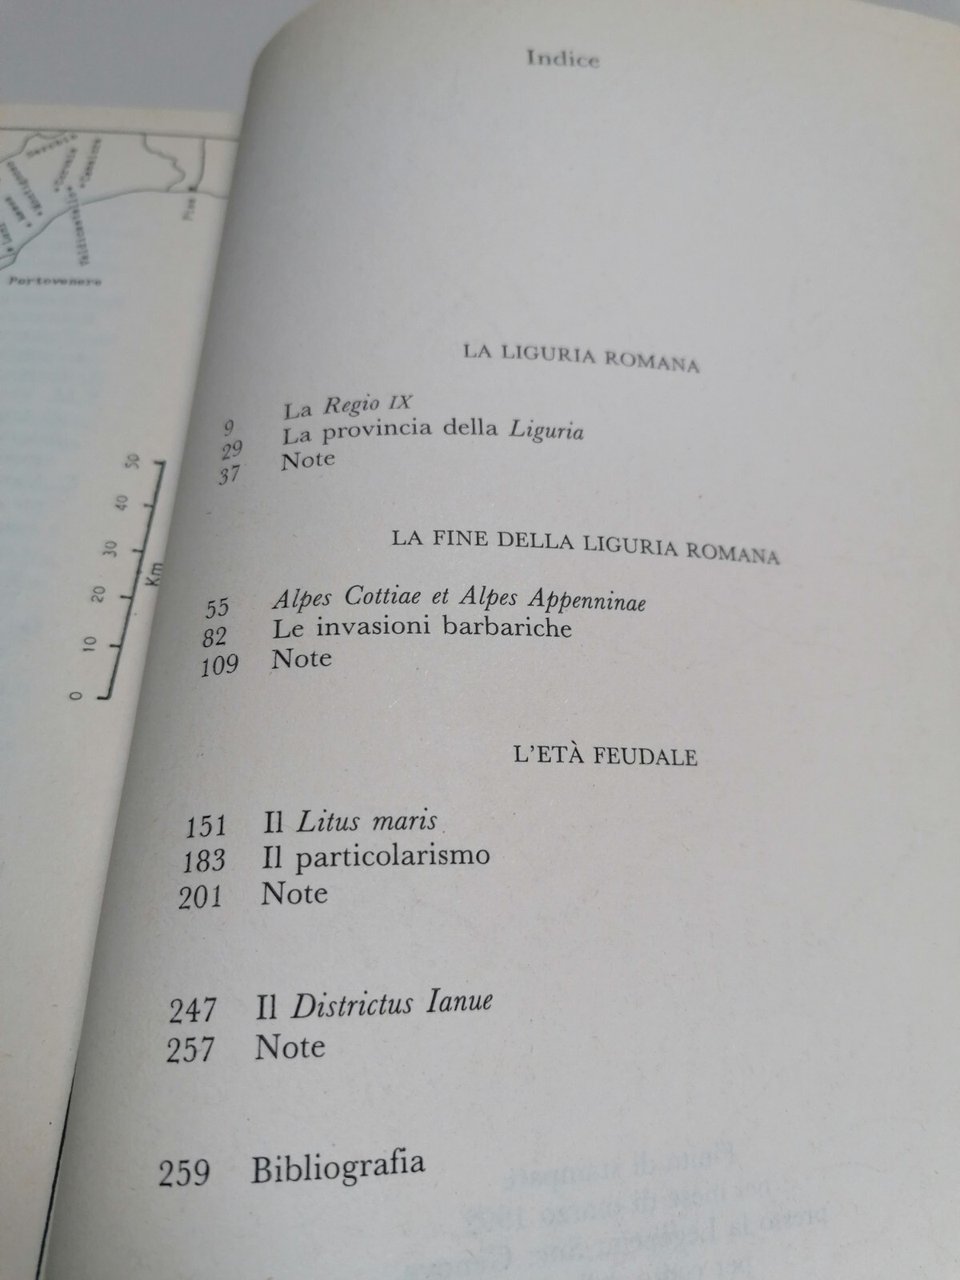 Indice
LA LIGURIA ROMANA
9 La Regio IX
29 La provincia della Liguria
37 Note
LA FINE DELLA LIGURIA ROMANA
55 Alpes Cottiae et Alpes Appenninae
82 Le invasioni barbariche
109 Note
L'ETÀ FEUDALE
151 Il Litus maris
183 Il particolarismo
201 Note
247 Il Districtus Ianue
257 Note
259 Bibliografia
Pisa
Portovenere
50
40
30
20
10
0
Km